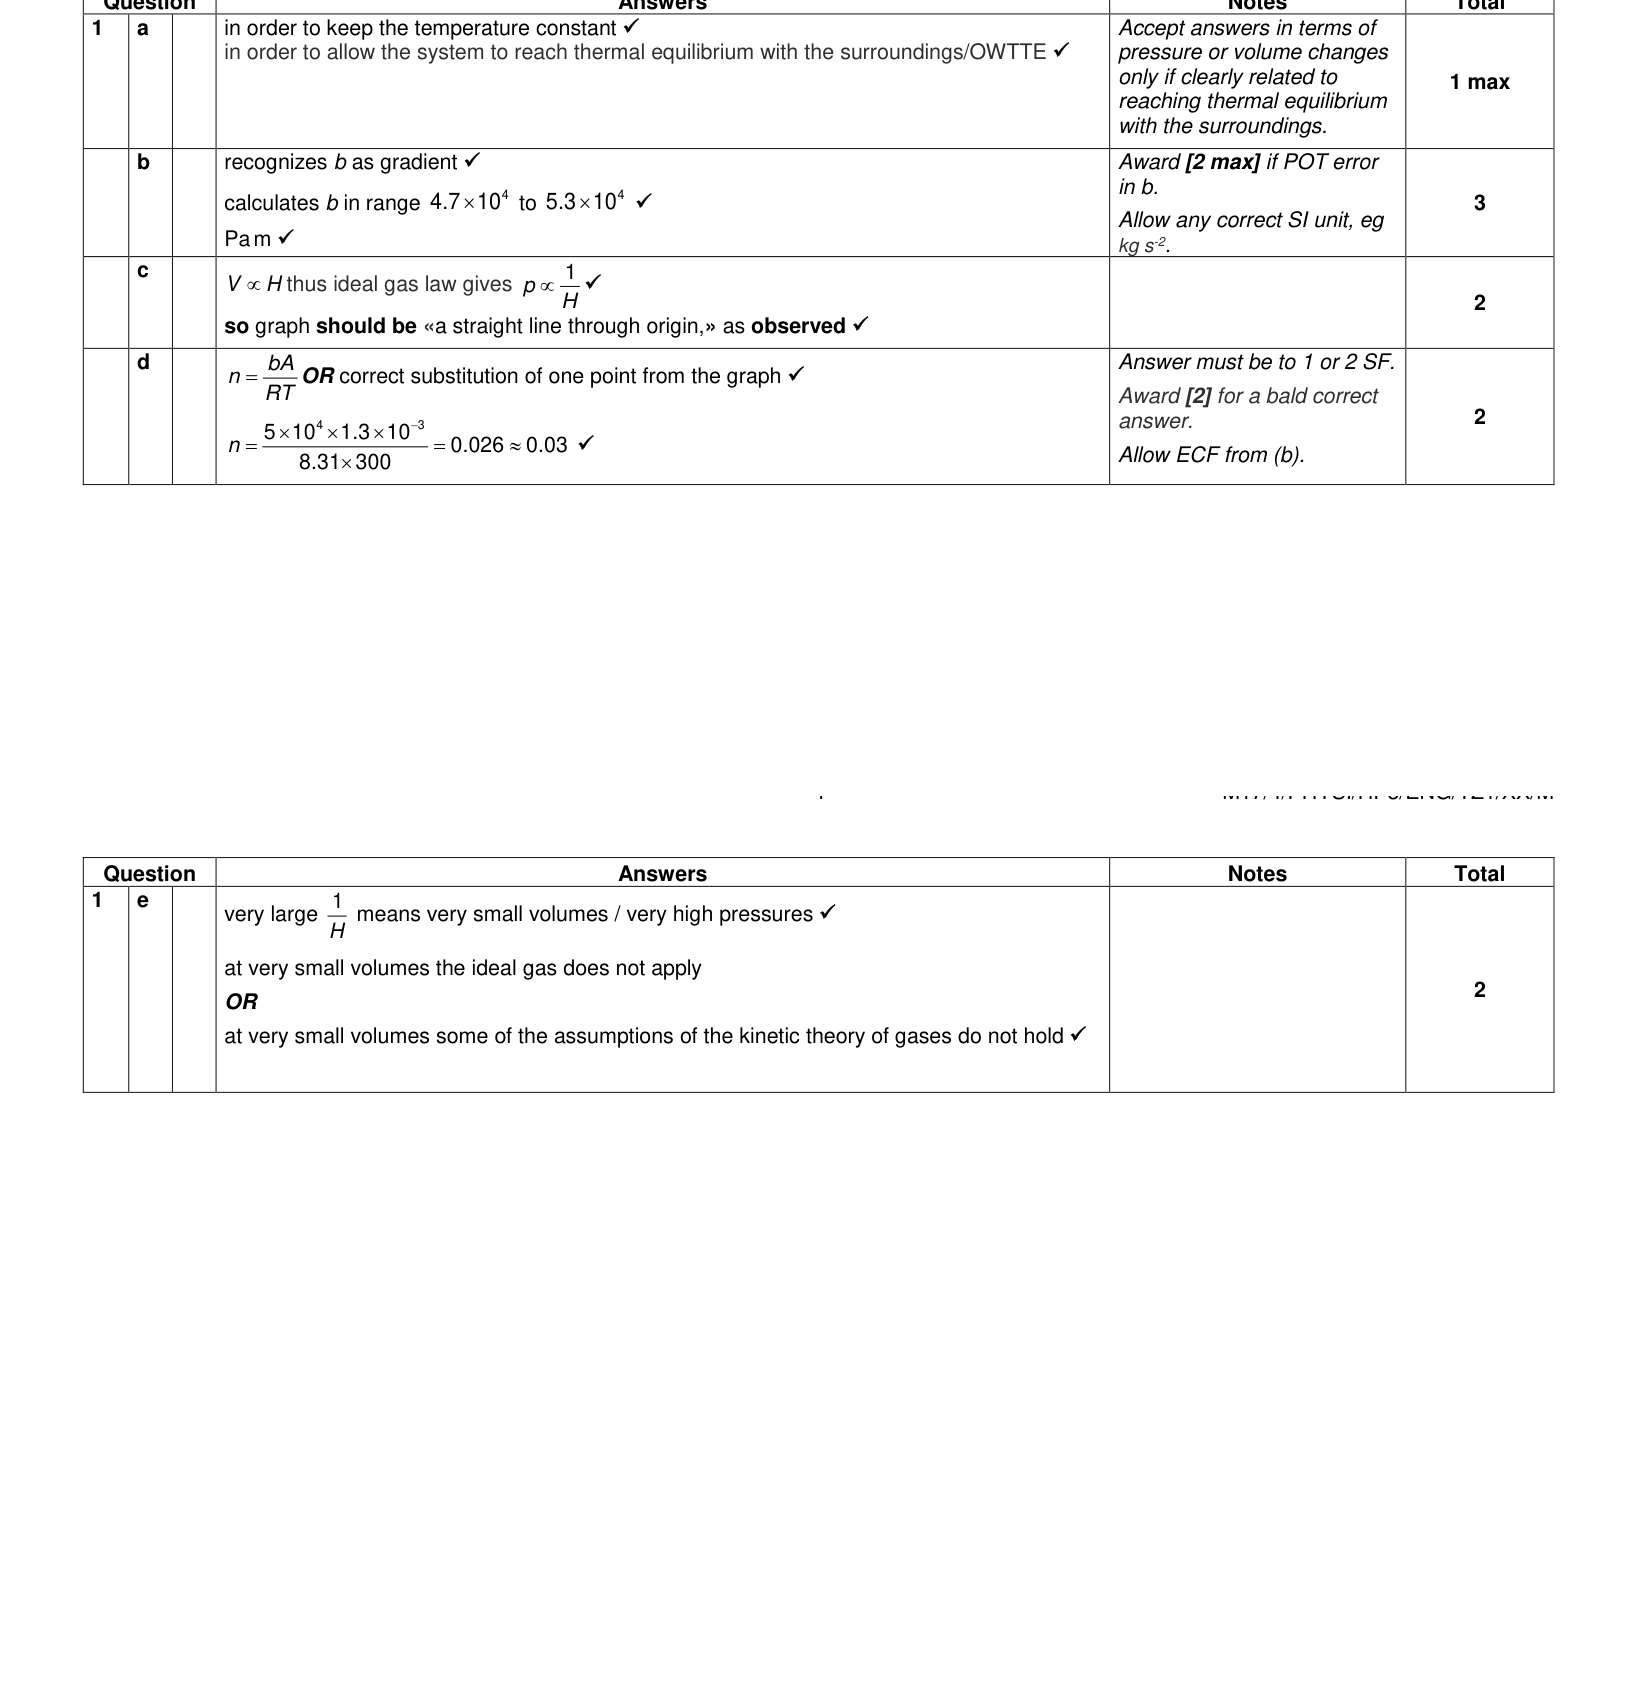 Question Answers Notes Total
1 a in order to keep the temperature constant ✓
in order to allow the system to reach thermal equilibrium with the surroundings/OWTTE ✓
Accept answers in terms of
pressure or volume changes
only if clearly related to
reaching thermal equilibrium
with the surroundings.
1 max
b recognizes b as gradient ✓
calculates b in range 4.7×10⁴ to 5.3×10⁴ ✓
Pa m ✓
Award [2 max] if POT error
in b.
Allow any correct SI unit, eg
kg s⁻².
3
c V ∝ H thus ideal gas law gives p ∝ 1/H ✓
so graph should be «a straight line through origin,» as observed ✓
2
d n = bA/RT OR correct substitution of one point from the graph ✓
n = 5×10⁴×1.3×10⁻³/8.31×300 = 0.026 ≈ 0.03 ✓
Answer must be to 1 or 2 SF.
Award [2] for a bald correct
answer.
Allow ECF from (b).
2
Question Answers Notes Total
1 e very large 1/H means very small volumes / very high pressures ✓
at very small volumes the ideal gas does not apply
OR
at very small volumes some of the assumptions of the kinetic theory of gases do not hold ✓
2